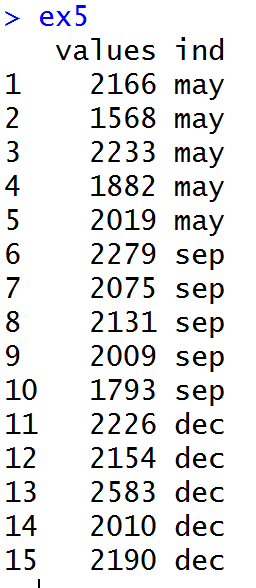 > ex5
values ind
1 2166 may
2 1568 may
3 2233 may
4 1882 may
5 2019 may
6 2279 sep
7 2075 sep
8 2131 sep
9 2009 sep
10 1793 sep
11 2226 dec
12 2154 dec
13 2583 dec
14 2010 dec
15 2190 dec